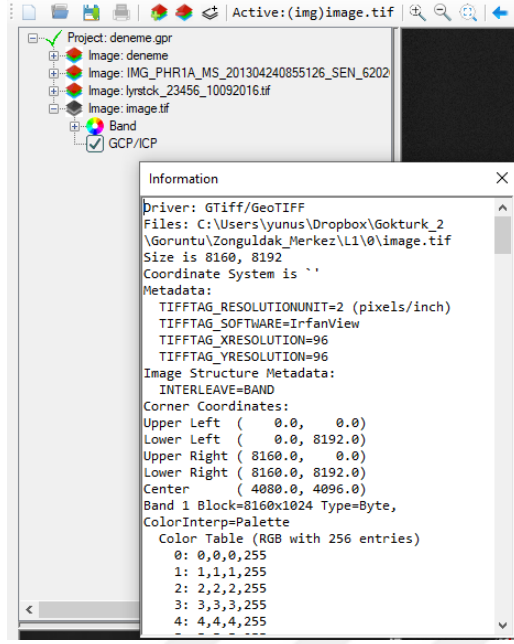 Active:(img)image.tif
Project: deneme.gpr
Image: deneme
Image: IMG_PHR1A_MS_201304240855126_SEN_6202
Image: lyrstck_23456_10092016.tif
Image: image.tif
Band
GCP/ICP
Information
Driver: GTiff/GeoTIFF
Files: C:\Users\yunus\Dropbox\Gokturk_2
\Goruntu\Zonguldak_Merkez\L1\0\image.tif
Size is 8160, 8192
Coordinate System is `'
Metadata:
TIFFTAG_RESOLUTIONUNIT=2 (pixels/inch)
TIFFTAG_SOFTWARE=IrfanView
TIFFTAG_XRESOLUTION=96
TIFFTAG_YRESOLUTION=96
Image Structure Metadata:
INTERLEAVE=BAND
Corner Coordinates:
Upper Left ( 0.0, 0.0)
Lower Left ( 0.0, 8192.0)
Upper Right ( 8160.0, 0.0)
Lower Right ( 8160.0, 8192.0)
Center ( 4080.0, 4096.0)
Band 1 Block=8160x1024 Type=Byte,
ColorInterp=Palette
Color Table (RGB with 256 entries)
0: 0,0,0,255
1: 1,1,1,255
2: 2,2,2,255
3: 3,3,3,255
4: 4,4,4,255